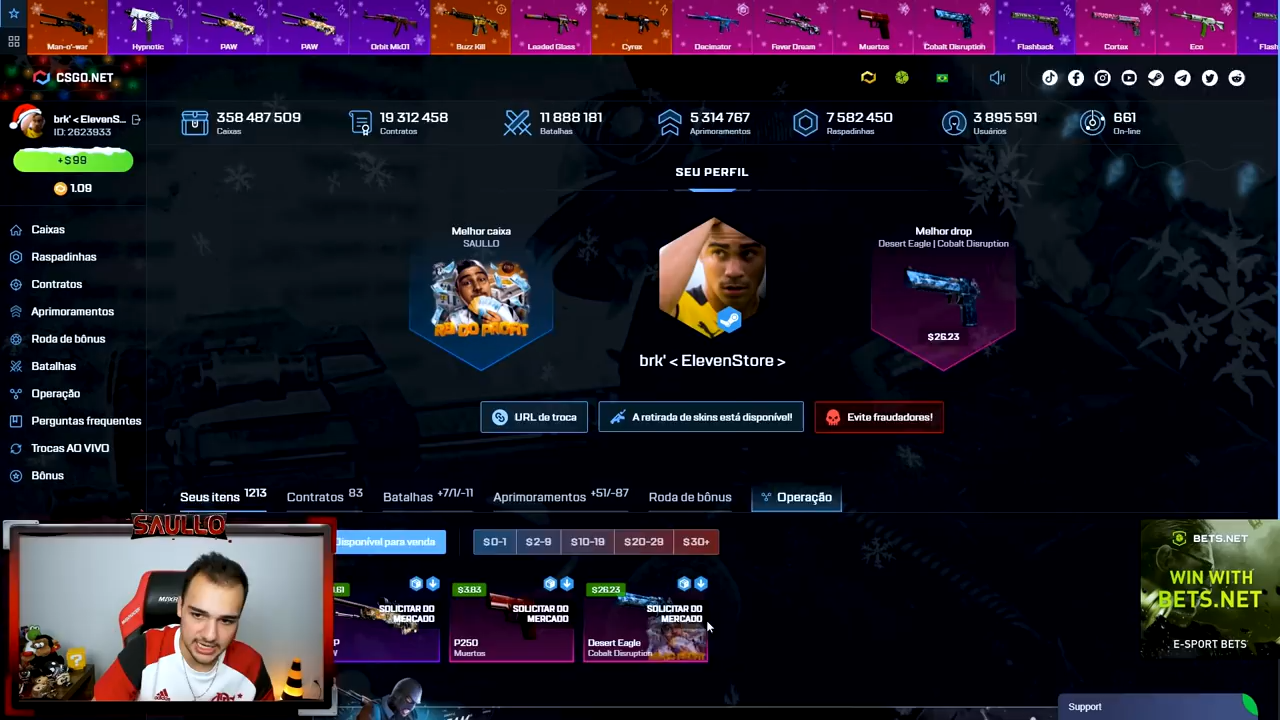 Man-o'-war
Hypnotic
PAW
PAW
Orbit Mk01
Buzz Kill
Leaded Glass
Cyrex
Decimator
Fever Dream
Muertos
Cobalt Disruption
Flashback
Cortex
Eco
CSGO.NET
brk' < ElevenS...
ID: 2623933
+$99
1.09
358 487 509
Caixas
19 312 458
Contratos
11 888 181
Batalhas
5 314 767
Aprimoramentos
7 582 450
Raspadinhas
3 895 591
Usuários
661
On-line
Caixas
Raspadinhas
Contratos
Aprimoramentos
Roda de bônus
Batalhas
Operação
Perguntas frequentes
Trocas AO VIVO
Bônus
SEU PERFIL
Melhor caixa
SAULLO
REI DO PROFIT
Melhor drop
Desert Eagle | Cobalt Disruption
$26.23
brk' < ElevenStore >
URL de troca
A retirada de skins está disponível!
Evite fraudadores!
Seus itens 1213
Contratos 83
Batalhas +7/1/-11
Aprimoramentos +51/-87
Roda de bônus
Operação
Disponível para venda
$0-1
$2-9
$10-19
$20-29
$30+
SOLICITAR DO
MERCADO
$3.83
SOLICITAR DO
MERCADO
P250
Muertos
$26.23
SOLICITAR DO
MERCADO
Desert Eagle
Cobalt Disruption
SAULLO
BETS.NET
WIN WITH
BETS.NET
E-SPORT BETS
Support